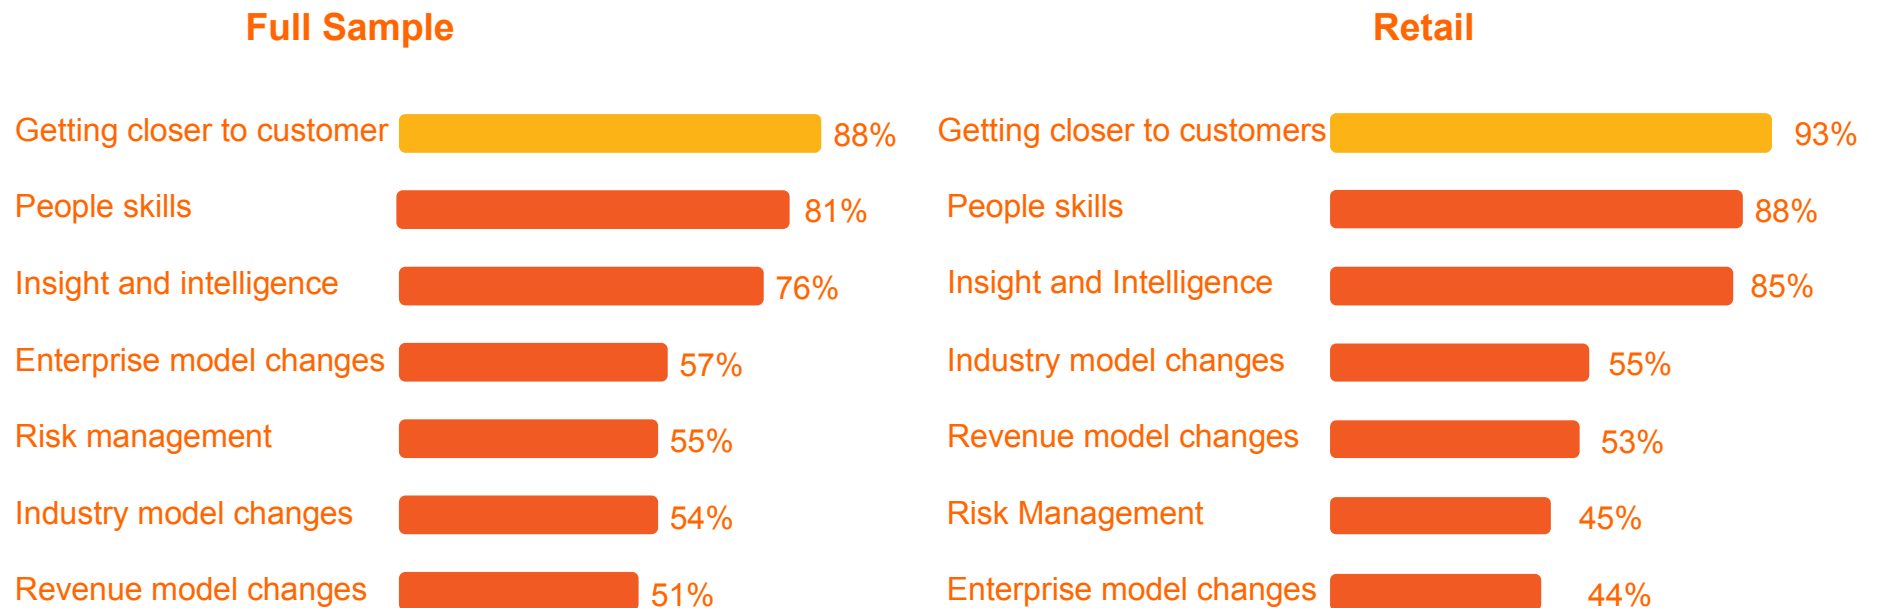 Full Sample
Getting closer to customer 88%
People skills 81%
Insight and intelligence 76%
Enterprise model changes 57%
Risk management 55%
Industry model changes 54%
Revenue model changes 51%
Retail
Getting closer to customers 93%
People skills 88%
Insight and Intelligence 85%
Industry model changes 55%
Revenue model changes 53%
Risk Management 45%
Enterprise model changes 44%